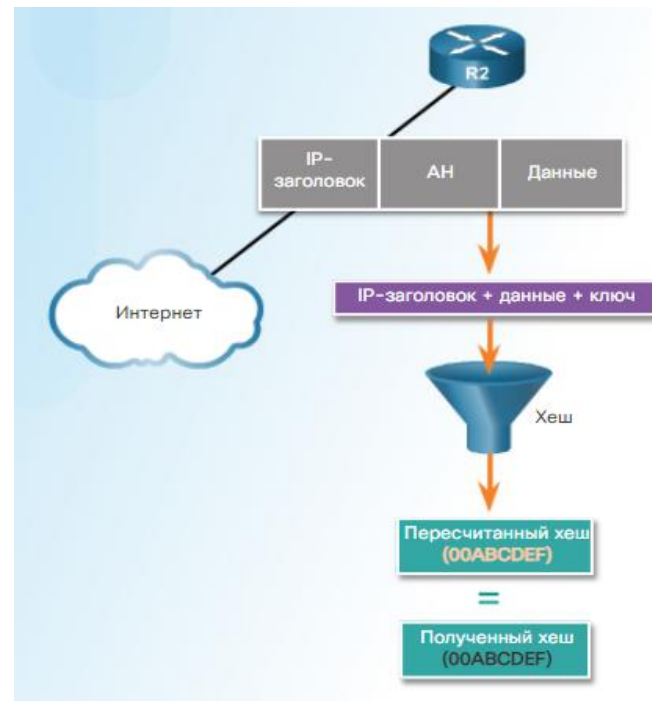 R2
IP-
заголовок
AH
Данные
Интернет
IP-заголовок + данные + ключ
Хеш
Пересчитанный хеш
(00ABCDEF)
=
Полученный хеш
(00ABCDEF)